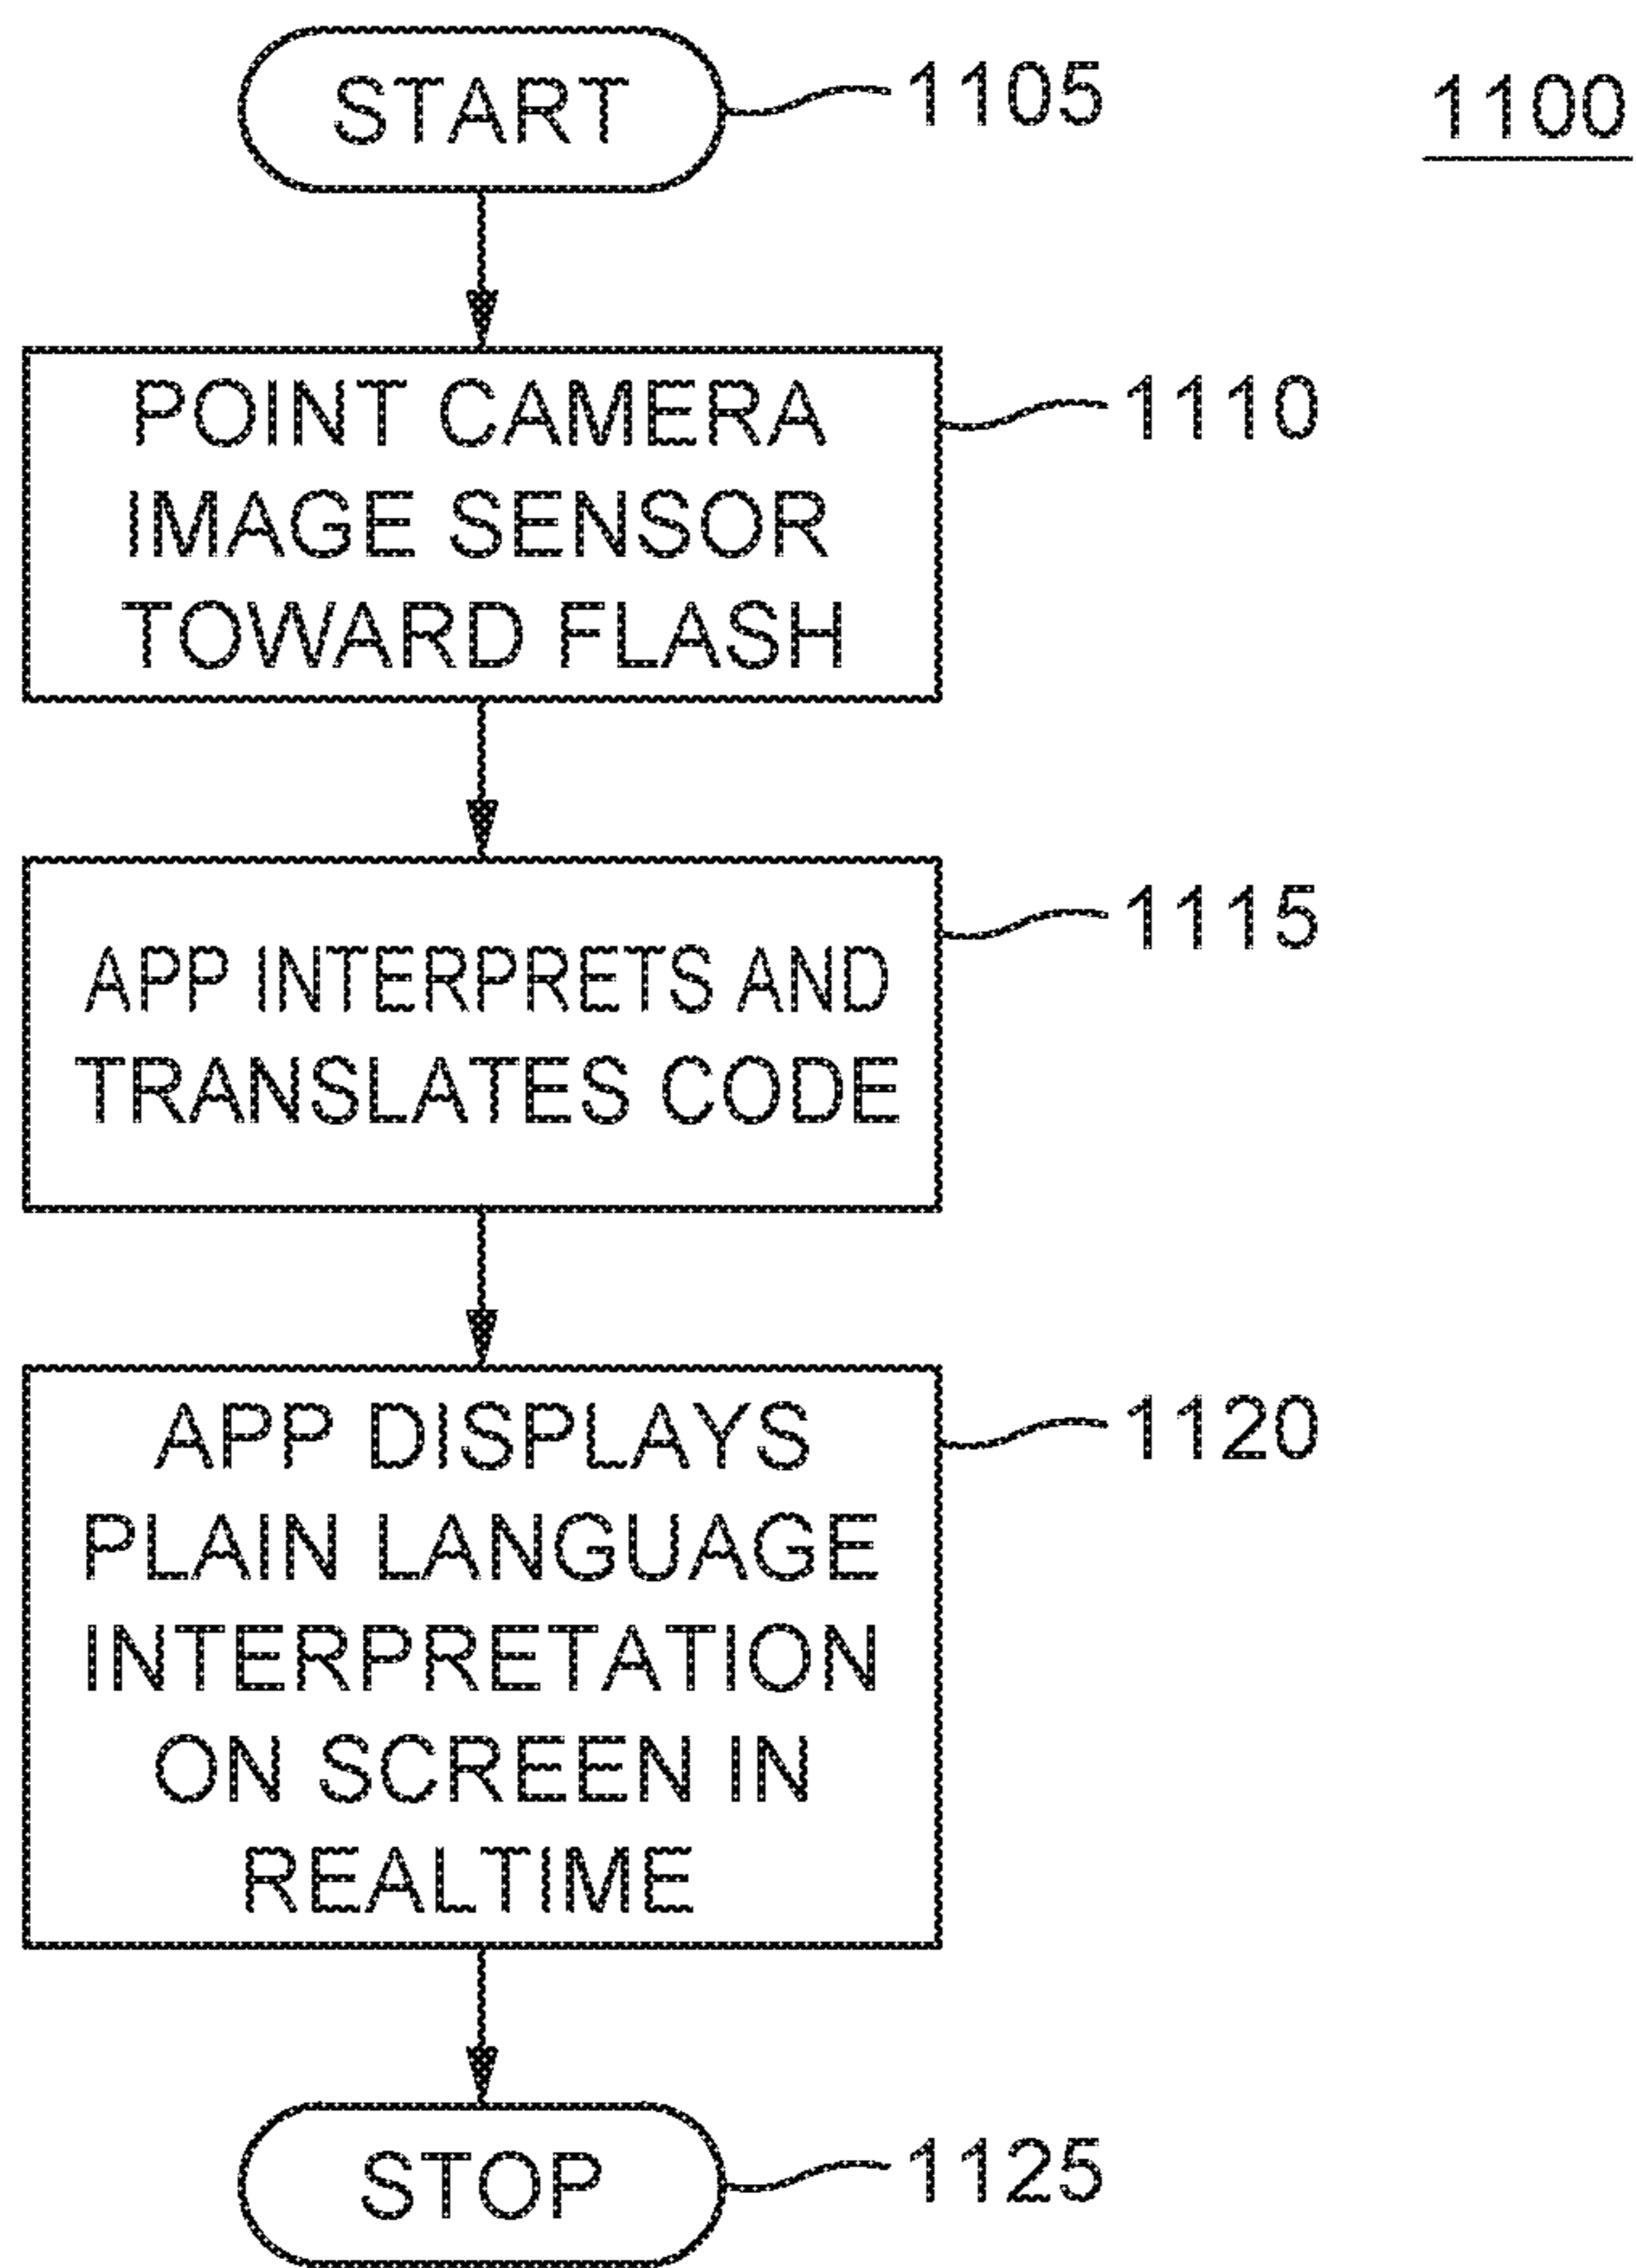 START
1105
1100
POINT CAMERA
IMAGE SENSOR
TOWARD FLASH
1110
APP INTERPRETS AND
TRANSLATES CODE
1115
APP DISPLAYS
PLAIN LANGUAGE
INTERPRETATION
ON SCREEN IN
REALTIME
1120
STOP
1125